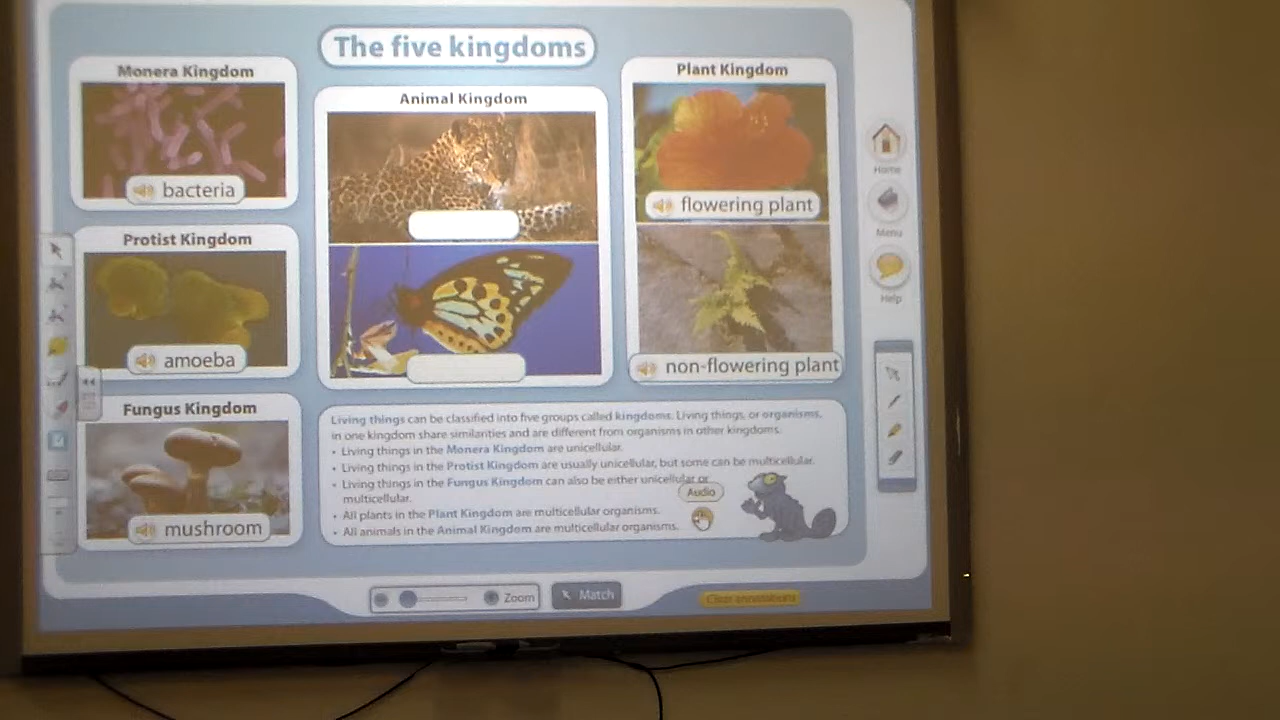 The five kingdoms
Monera Kingdom
bacteria
Protist Kingdom
amoeba
Fungus Kingdom
mushroom
Animal Kingdom
Plant Kingdom
flowering plant
non-flowering plant
Living things can be classified into five groups called kingdoms. Living things, or organisms,
in one kingdom share similarities and are different from organisms in other kingdoms.
• Living things in the Monera Kingdom are unicellular.
• Living things in the Protist Kingdom are usually unicellular, but some can be multicellular.
• Living things in the Fungus Kingdom can also be either unicellular or
multicellular.
• All plants in the Plant Kingdom are multicellular organisms.
• All animals in the Animal Kingdom are multicellular organisms.
Audio
Home
Menu
Help
Zoom
Match
Clear annotations